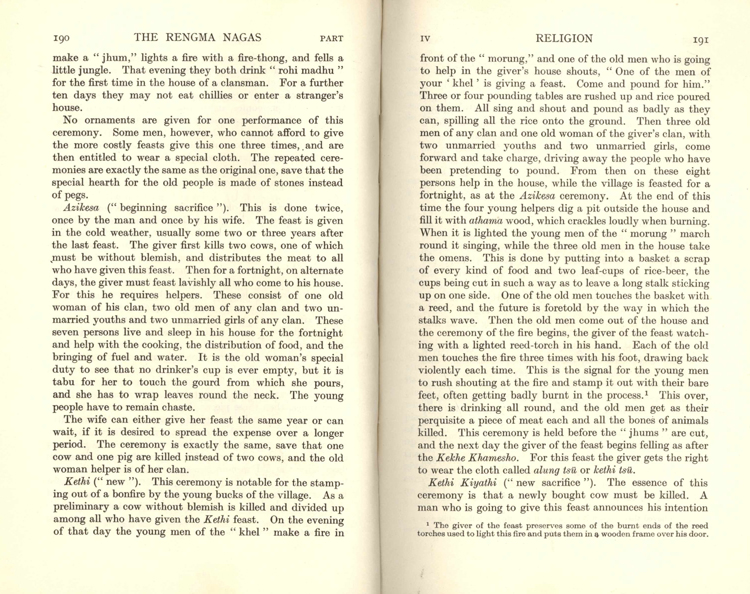 190 THE RENGMA NAGAS PART
make a “ jhum,” lights a fire with a fire-thong, and fells a
little jungle. That evening they both drink “ rohi madhu ”
for the first time in the house of a clansman. For a further
ten days they may not eat chillies or enter a stranger's
house.
No ornaments are given for one performance of this
ceremony. Some men, however, who cannot afford to give
the more costly feasts give this one three times, and are
then entitled to wear a special cloth. The repeated cere-
monies are exactly the same as the original one, save that the
special hearth for the old people is made of stones instead
of pegs.
Azikesa (“ beginning sacrifice ”). This is done twice,
once by the man and once by his wife. The feast is given
in the cold weather, usually some two or three years after
the last feast. The giver first kills two cows, one of which
must be without blemish, and distributes the meat to all
who have given this feast. Then for a fortnight, on alternate
days, the giver must feast lavishly all who come to his house.
For this he requires helpers. These consist of one old
woman of his clan, two old men of any clan and two un-
married youths and two unmarried girls of any clan. These
seven persons live and sleep in his house for the fortnight
and help with the cooking, the distribution of food, and the
bringing of fuel and water. It is the old woman's special
duty to see that no drinker's cup is ever empty, but it is
tabu for her to touch the gourd from which she pours,
and she has to wrap leaves round the neck. The young
people have to remain chaste.
The wife can either give her feast the same year or can
wait, if it is desired to spread the expense over a longer
period. The ceremony is exactly the same, save that one
cow and one pig are killed instead of two cows, and the old
woman helper is of her clan.
Kethi (“ new ”). This ceremony is notable for the stamp-
ing out of a bonfire by the young bucks of the village. As a
preliminary a cow without blemish is killed and divided up
among all who have given the Kethi feast. On the evening
of that day the young men of the “ khel ” make a fire in
IV RELIGION 191
front of the “ morung,” and one of the old men who is going
to help in the giver's house shouts, “ One of the men of
your ‘ khel ’ is giving a feast. Come and pound for him.”
Three or four pounding tables are rushed up and rice poured
on them. All sing and shout and pound as badly as they
can, spilling all the rice onto the ground. Then three old
men of any clan and one old woman of the giver's clan, with
two unmarried youths and two unmarried girls, come
forward and take charge, driving away the people who have
been pretending to pound. From then on these eight
persons help in the house, while the village is feasted for a
fortnight, as at the Azikesa ceremony. At the end of this
time the four young helpers dig a pit outside the house and
fill it with athama wood, which crackles loudly when burning.
When it is lighted the young men of the “ morung ” march
round it singing, while the three old men in the house take
the omens. This is done by putting into a basket a scrap
of every kind of food and two leaf-cups of rice-beer, the
cups being cut in such a way as to leave a long stalk sticking
up on one side. One of the old men touches the basket with
a reed, and the future is foretold by the way in which the
stalks wave. Then the old men come out of the house and
the ceremony of the fire begins, the giver of the feast watch-
ing with a lighted reed-torch in his hand. Each of the old
men touches the fire three times with his foot, drawing back
violently each time. This is the signal for the young men
to rush shouting at the fire and stamp it out with their bare
feet, often getting badly burnt in the process.¹ This over,
there is drinking all round, and the old men get as their
perquisite a piece of meat each and all the bones of animals
killed. This ceremony is held before the “ jhums ” are cut,
and the next day the giver of the feast begins felling as after
the Kekhe Khamesho. For this feast the giver gets the right
to wear the cloth called alung tsü or kethi tsü.
Kethi Kiyathi (“ new sacrifice ”). The essence of this
ceremony is that a newly bought cow must be killed. A
man who is going to give this feast announces his intention
¹ The giver of the feast preserves some of the burnt ends of the reed
torches used to light this fire and puts them in a wooden frame over his door.